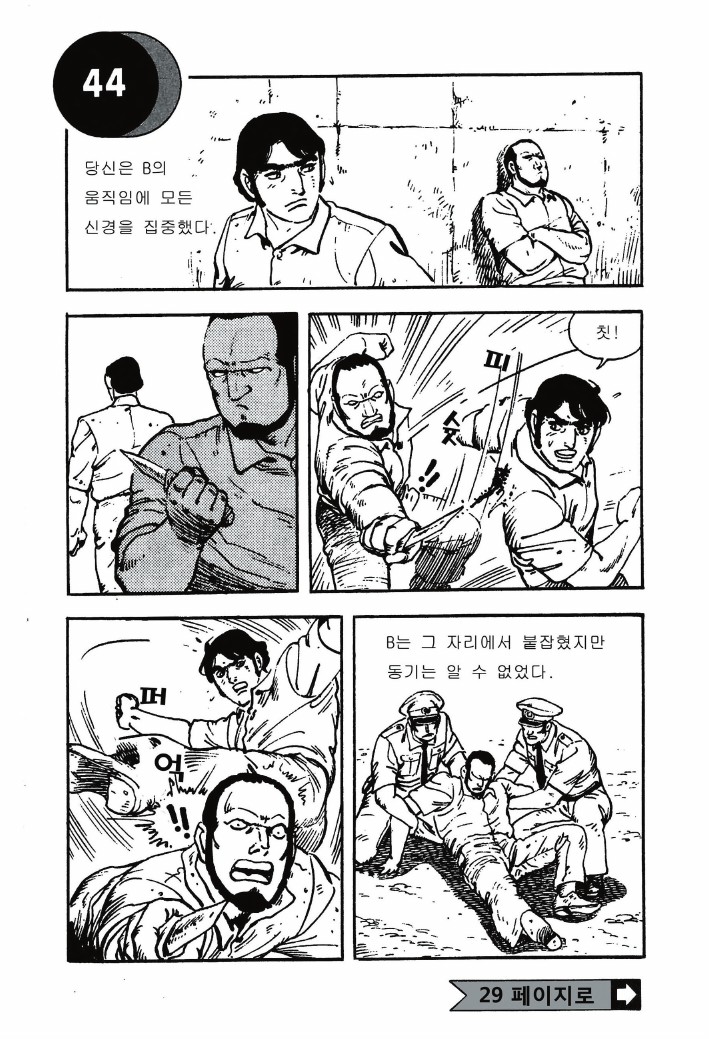 44
당신은 B의
움직임에 모든
신경을 집중했다.
칫!
피
슛
!!
퍼
억
!!
B는 그 자리에서 붙잡혔지만
동기는 알 수 없었다.
29 페이지로